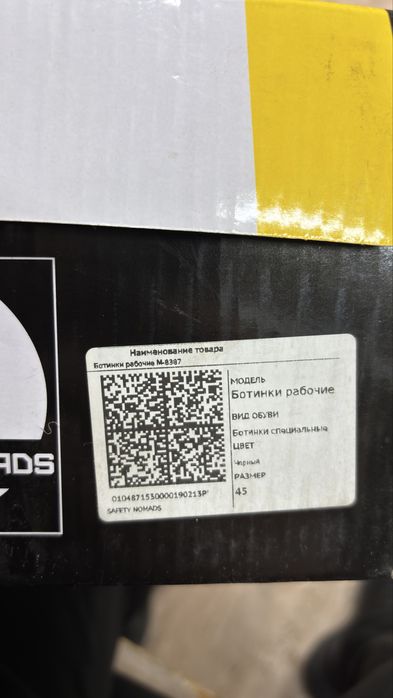 Наименование товара
Ботинки рабочие М-8387
МОДЕЛЬ
Ботинки рабочие
ВИД ОБУВИ
Ботинки специальные
ЦВЕТ
Черный
РАЗМЕР
45
0104871530000190213P'
SAFETY NOMADS
ADS